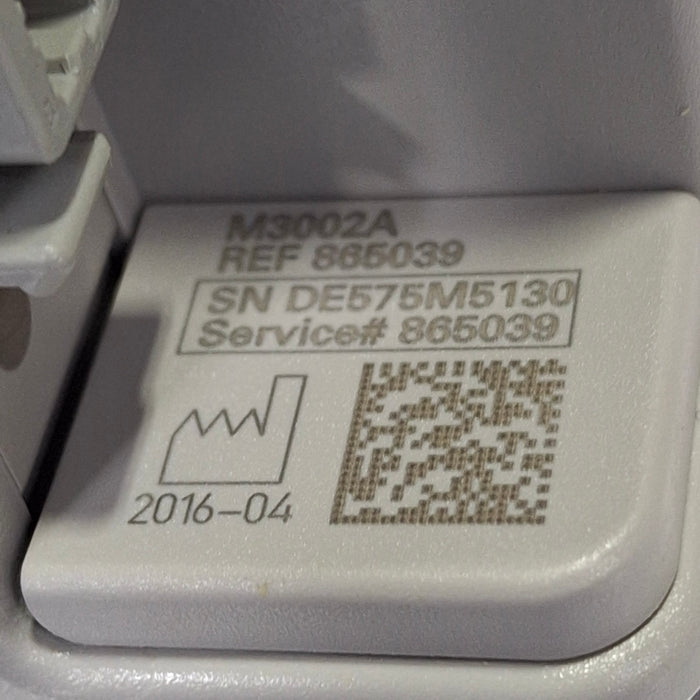 M3002A
REF 865039
SN DE575M5130
Service# 865039
2016-04